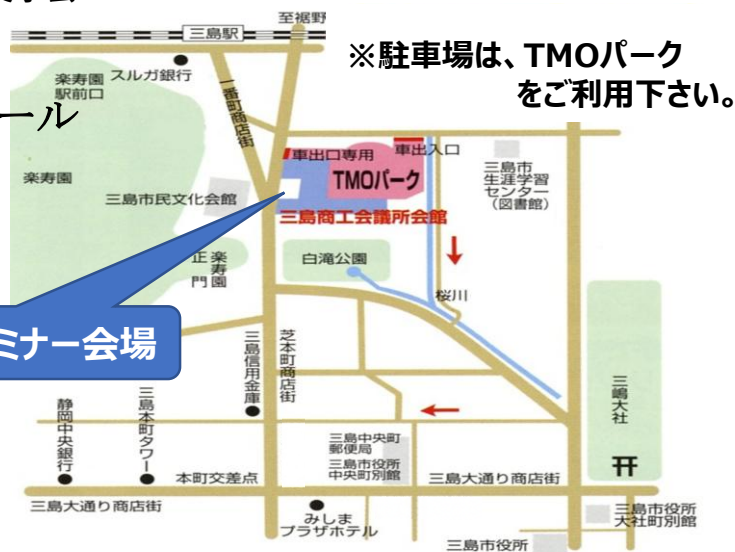 至裾野
三島駅
※駐車場は、TMOパーク
をご利用下さい。
スルガ銀行
楽寿園
駅前口
一番町商店街
ール
車出口専用
車出入口
TMOパーク
三島市
生涯学習
センター
(図書館)
楽寿園
三島市民文化会館
三島商工会議所会館
楽寿園
正門
白滝公園
桜川
ミナー会場
三島信用金庫
芝本町商店街
三嶋大社
静岡中央銀行
三島本町タワー
三島中央町
郵便局
三島市役所
中央町別館
本町交差点
三島大通り商店街
三島大通り商店街
みしま
プラザホテル
三島市役所
大社町別館
三島市役所